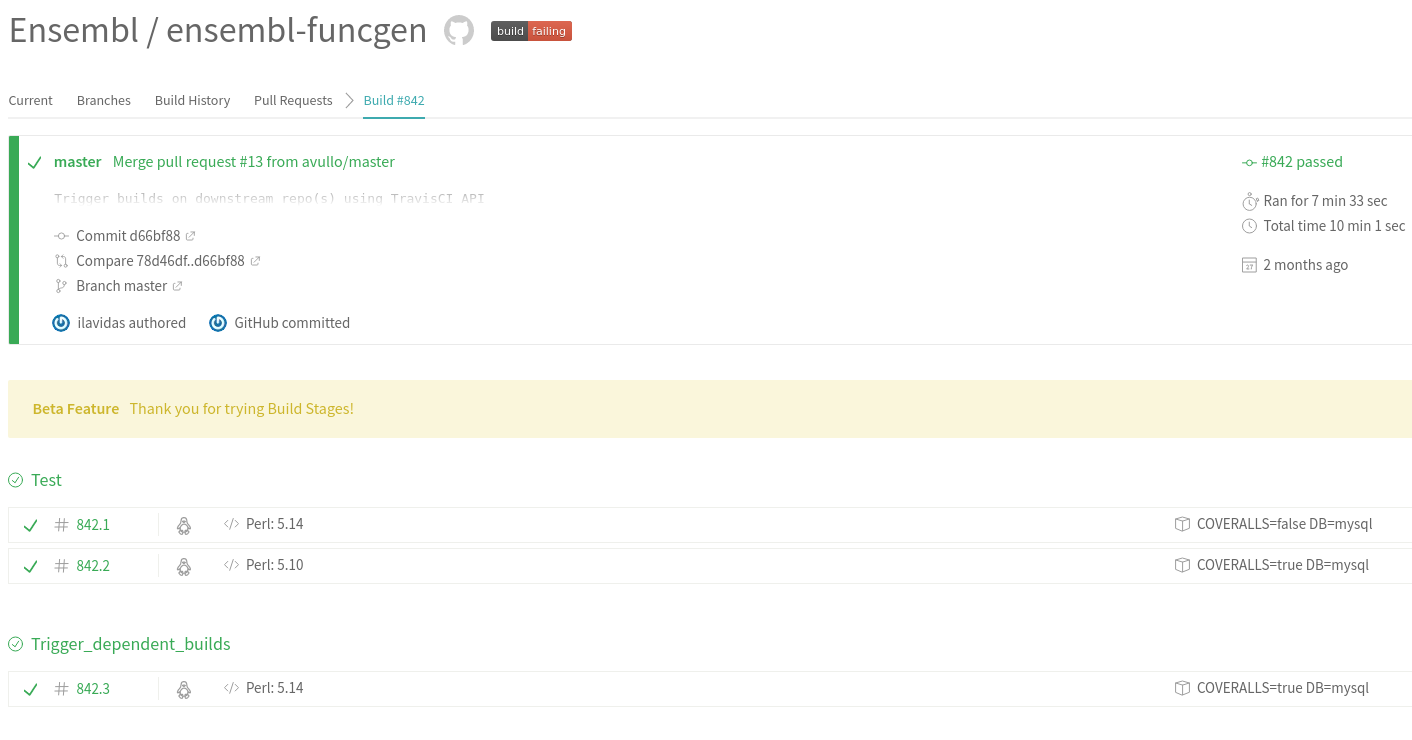 Ensembl / ensembl-funcgen build failing
Current Branches Build History Pull Requests Build #842
master Merge pull request #13 from avullo/master #842 passed
Trigger builds on downstream repo(s) using TravisCI API
Ran for 7 min 33 sec
Total time 10 min 1 sec
Commit d66bf88
Compare 78d46df..d66bf88
2 months ago
Branch master
ilavidas authored GitHub committed
Beta Feature Thank you for trying Build Stages!
Test
# 842.1 </> Perl: 5.14 COVERALLS=false DB=mysql
# 842.2 </> Perl: 5.10 COVERALLS=true DB=mysql
Trigger_dependent_builds
# 842.3 </> Perl: 5.14 COVERALLS=true DB=mysql